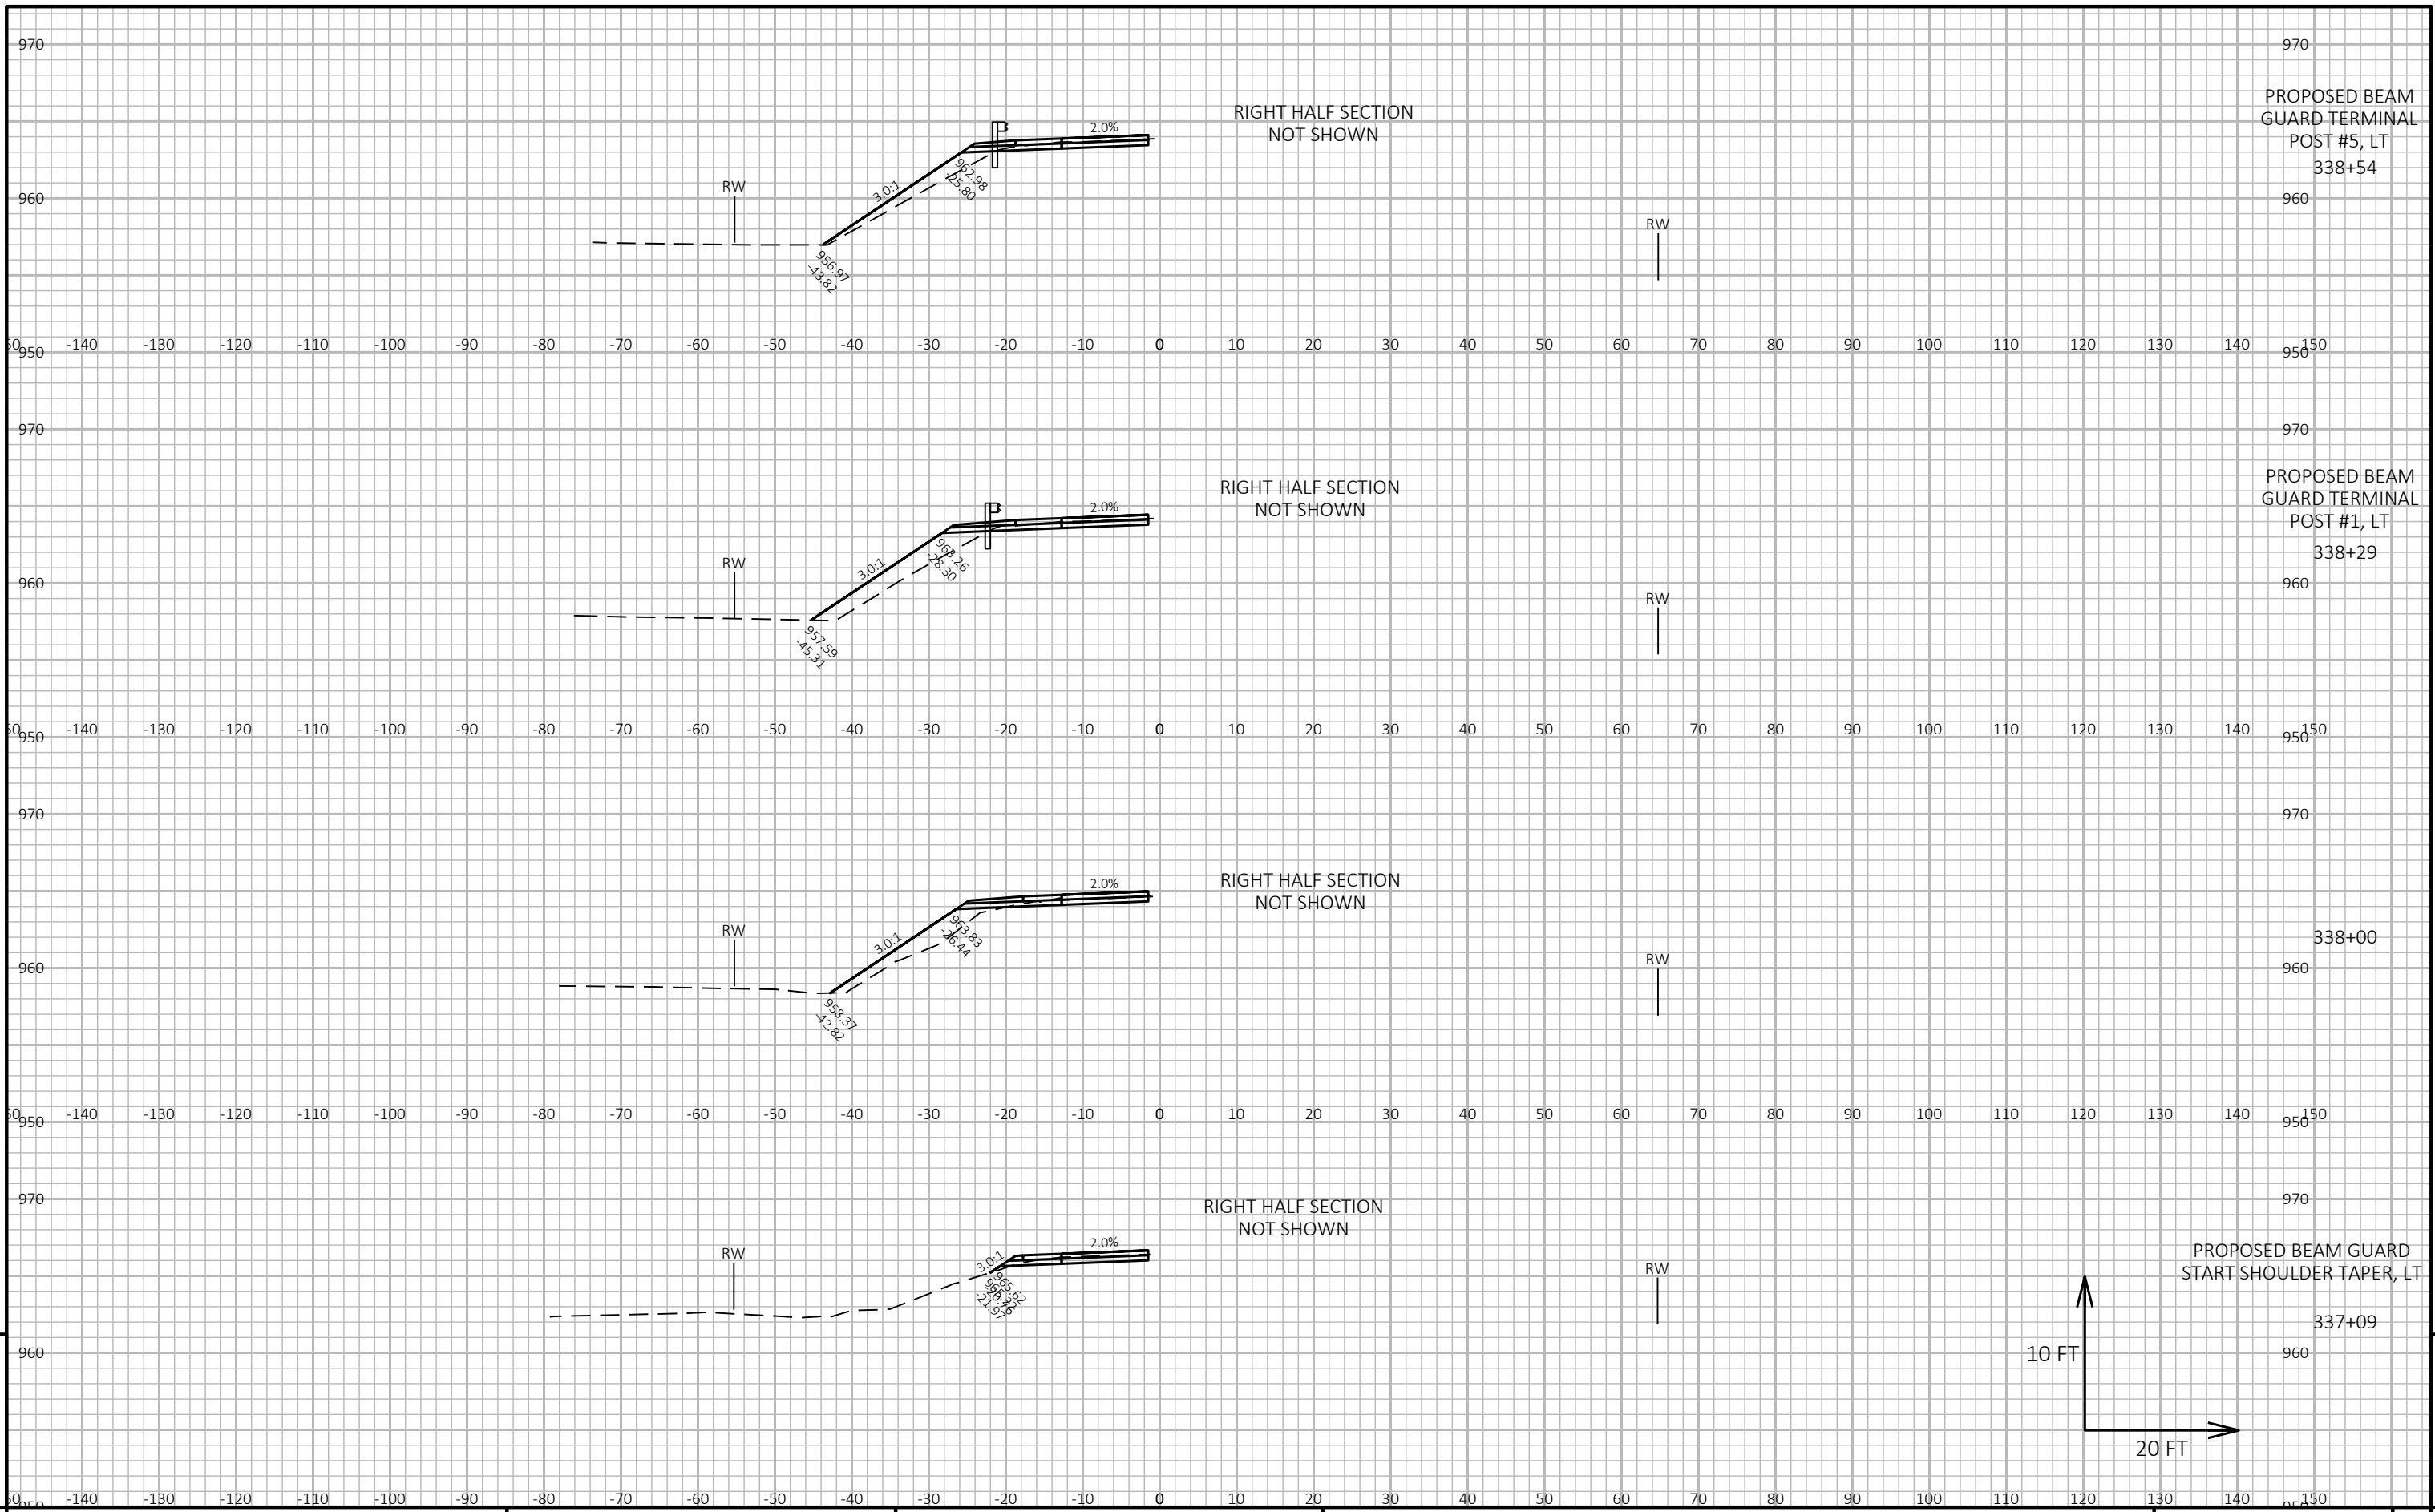 970
970
RIGHT HALF SECTION
NOT SHOWN
PROPOSED BEAM
GUARD TERMINAL
POST #5, LT
338+54
2.0%
962.98
-25.80
3.0:1
RW
960
960
RW
956.97
-43.82
-140 -130 -120 -110 -100 -90 -80 -70 -60 -50 -40 -30 -20 -10 0 10 20 30 40 50 60 70 80 90 100 110 120 130 140 150
950
950
970
970
RIGHT HALF SECTION
NOT SHOWN
PROPOSED BEAM
GUARD TERMINAL
POST #1, LT
338+29
2.0%
963.26
-28.30
3.0:1
RW
960
960
RW
957.59
-45.31
-140 -130 -120 -110 -100 -90 -80 -70 -60 -50 -40 -30 -20 -10 0 10 20 30 40 50 60 70 80 90 100 110 120 130 140 150
950
950
970
970
RIGHT HALF SECTION
NOT SHOWN
338+00
2.0%
963.83
-26.44
3.0:1
RW
960
960
RW
958.37
-42.82
-140 -130 -120 -110 -100 -90 -80 -70 -60 -50 -40 -30 -20 -10 0 10 20 30 40 50 60 70 80 90 100 110 120 130 140 150
950
950
970
970
RIGHT HALF SECTION
NOT SHOWN
PROPOSED BEAM GUARD
START SHOULDER TAPER, LT
337+09
2.0%
3.0:1
965.62
-21.97
RW
RW
960
960
10 FT
20 FT
-140 -130 -120 -110 -100 -90 -80 -70 -60 -50 -40 -30 -20 -10 0 10 20 30 40 50 60 70 80 90 100 110 120 130 140 150